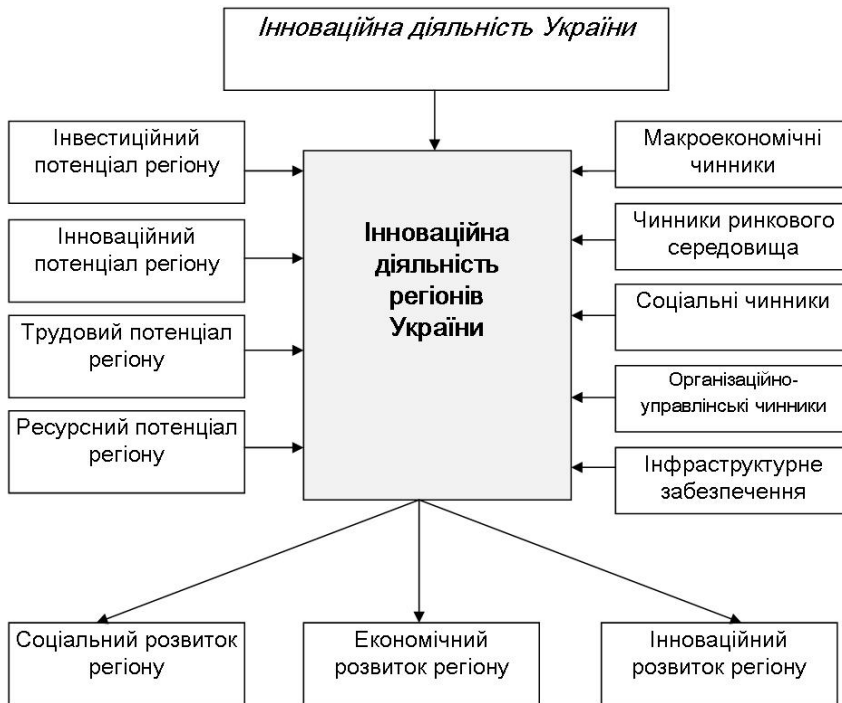 Інноваційна діяльність України
Інвестиційний
потенціал регіону
Інноваційний
потенціал регіону
Трудовий потенціал
регіону
Ресурсний потенціал
регіону
Інноваційна
діяльність
регіонів
України
Макроекономічні
чинники
Чинники ринкового
середовища
Соціальні чинники
Організаційно-
управлінські чинники
Інфраструктурне
забезпечення
Соціальний розвиток
регіону
Економічний
розвиток регіону
Інноваційний
розвиток регіону